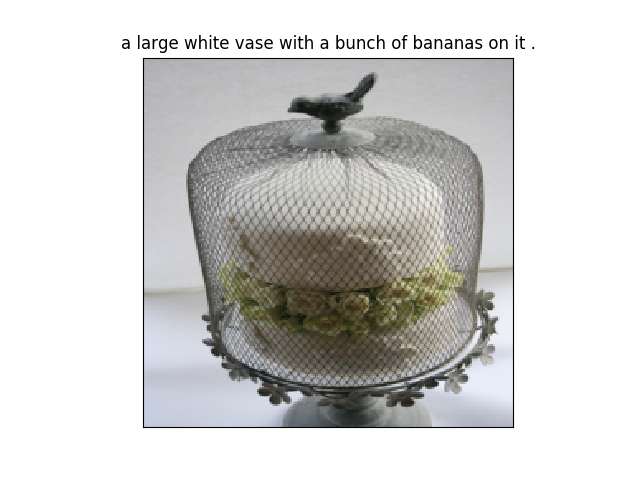 a large white vase with a bunch of bananas on it .